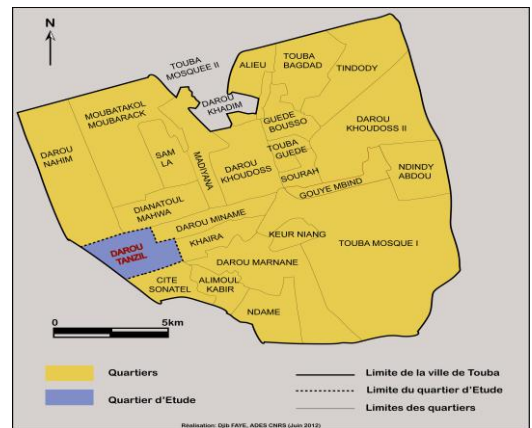 N
TOUBA
MOSQUEE II
ALIEU
TOUBA
BAGDAD
TINDODY
MOUBATAKOL
MOUBARACK
DAROU
KHADIM
DAROU
NAHIM
SAM
LA
MADIYANA
DAROU
KHOUDOSS
GUEDE
BOUSSO
TOUBA
GUEDE
DAROU
KHOUDOSS II
NDINDY
ABDOU
SOURAH
GOUYE MBIND
DIANATOUL
MAHWA
DAROU MINAME
KHAIRA
KEUR NIANG
TOUBA MOSQUE I
DAROU
TANZIL
DAROU MARNANE
CITE
SONATEL
ALIMOUL
KABIR
NDAME
0 5km
Quartiers
Quartier d'Etude
Limite de la ville de Touba
Limite du quartier d'Etude
Limites des quartiers
Réalisation: Djib FAYE, ADES CNRS (Juin 2012)